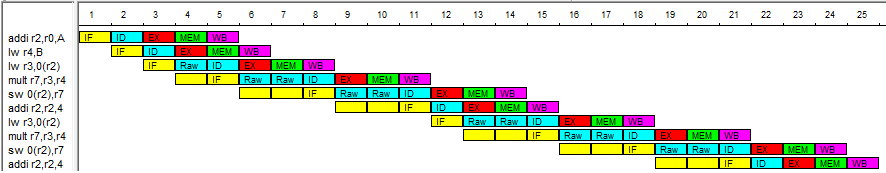 1 2 3 4 5 6 7 8 9 10 11 12 13 14 15 16 17 18 19 20 21 22 23 24 25
addi r2,r0,A IF ID EX MEM WB
lw r4,B IF ID EX MEM WB
lw r3,0(r2) IF Raw ID EX MEM WB
mult r7,r3,r4 IF Raw Raw ID EX MEM WB
sw 0(r2),r7 IF Raw Raw ID EX MEM WB
addi r2,r2,4 IF ID EX MEM WB
lw r3,0(r2) IF Raw Raw ID EX MEM WB
mult r7,r3,r4 IF Raw Raw ID EX MEM WB
sw 0(r2),r7 IF Raw Raw ID EX MEM WB
addi r2,r2,4 IF ID EX MEM WB